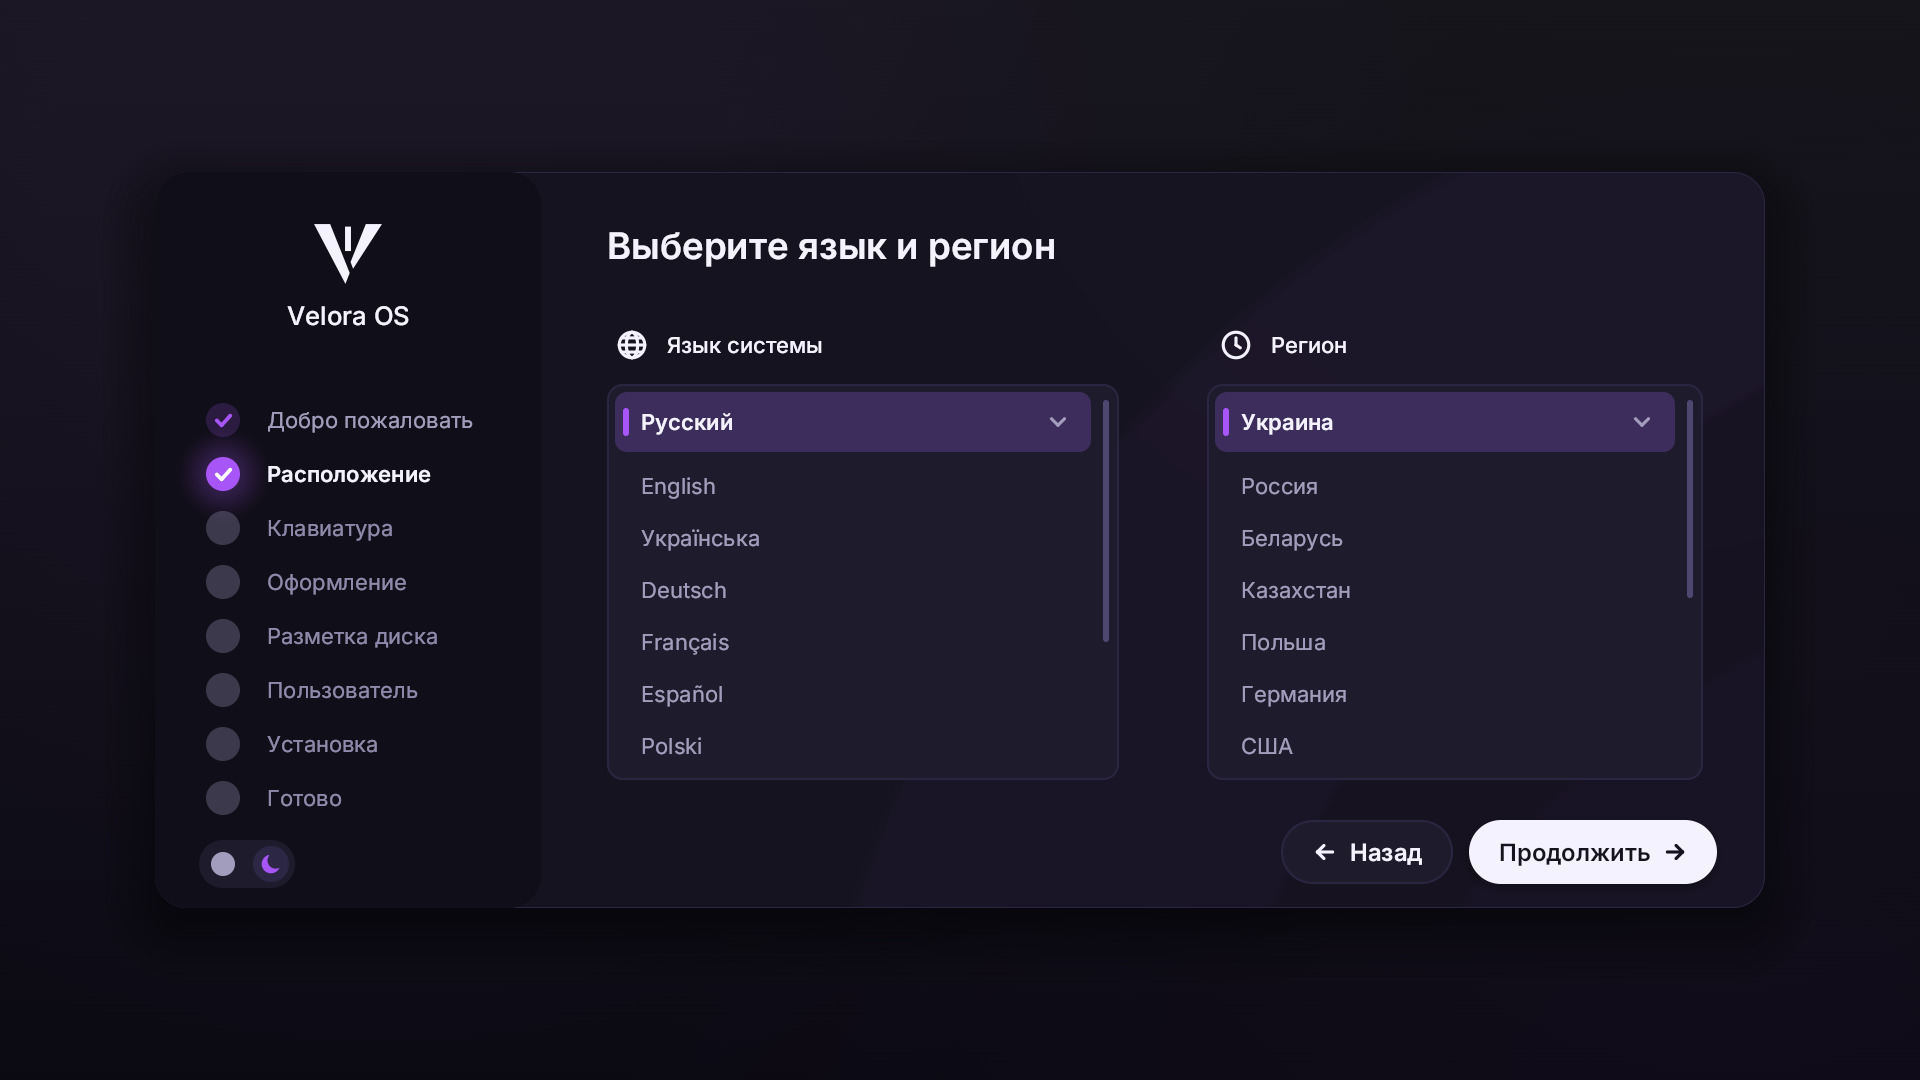 Velora OS
Добро пожаловать
Расположение
Клавиатура
Оформление
Разметка диска
Пользователь
Установка
Готово
Выберите язык и регион
Язык системы
Русский
English
Українська
Deutsch
Français
Español
Polski
Регион
Украина
Россия
Беларусь
Казахстан
Польша
Германия
США
Назад
Продолжить